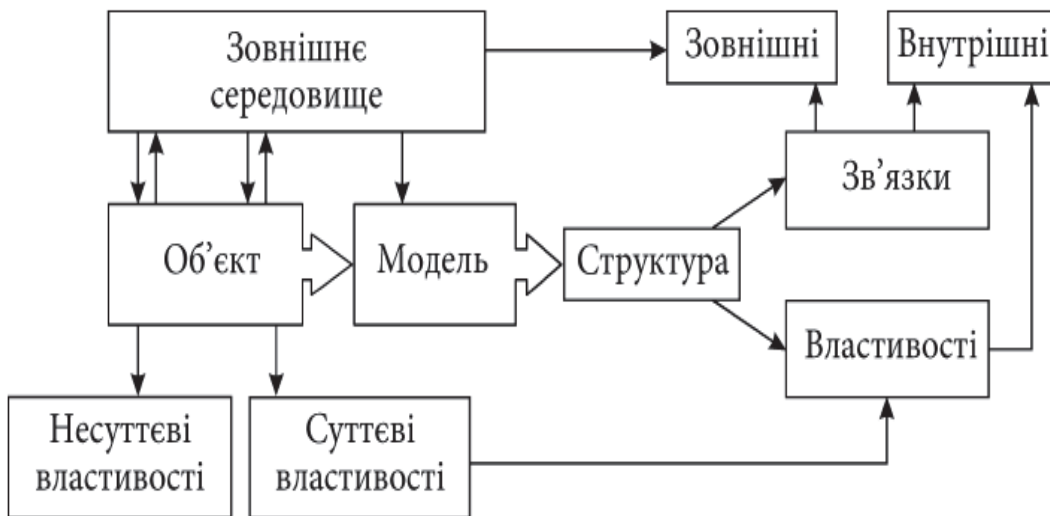 Зовнішнє
середовище
Зовнішні
Внутрішні
Зв’язки
Об’єкт
Модель
Структура
Властивості
Несуттєві
властивості
Суттєві
властивості